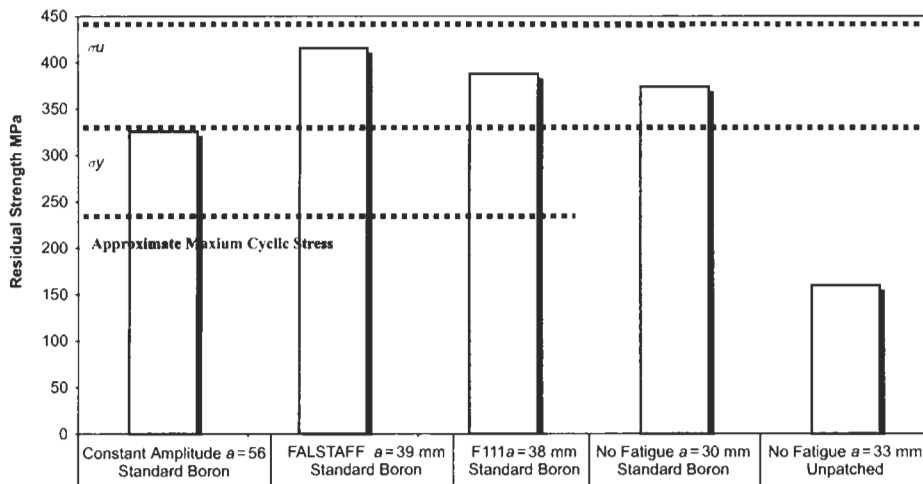 Residual Strength MPa
450
400
350
300
250
200
150
100
50
0
σu
σy
Approximate Maxium Cyclic Stress
Constant Amplitude a = 56
Standard Boron
FALSTAFF a = 39 mm
Standard Boron
F111a = 38 mm
Standard Boron
No Fatigue a = 30 mm
Standard Boron
No Fatigue a = 33 mm
Unpatched